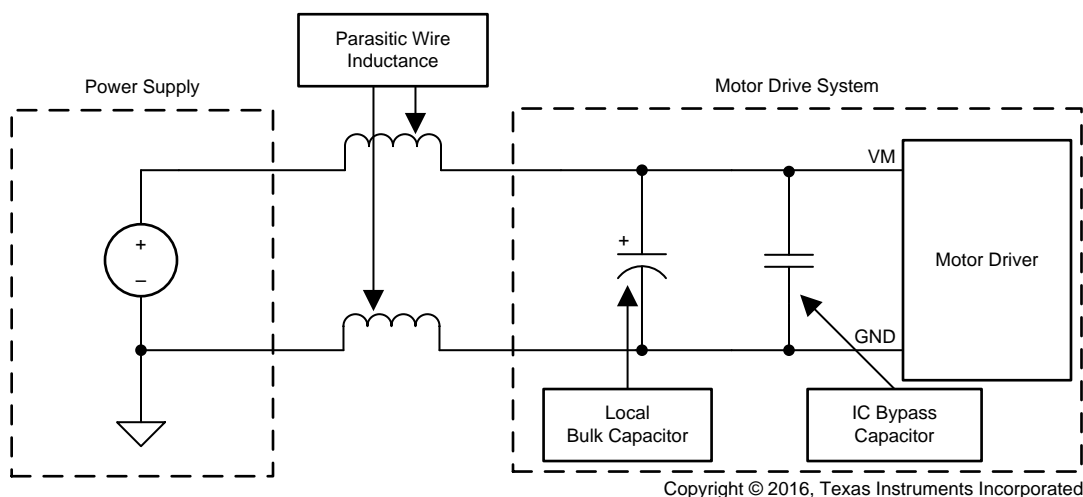 Parasitic Wire
Inductance
Power Supply
Motor Drive System
VM
+
–
+
Motor Driver
GND
Local
Bulk Capacitor
IC Bypass
Capacitor
Copyright © 2016, Texas Instruments Incorporated